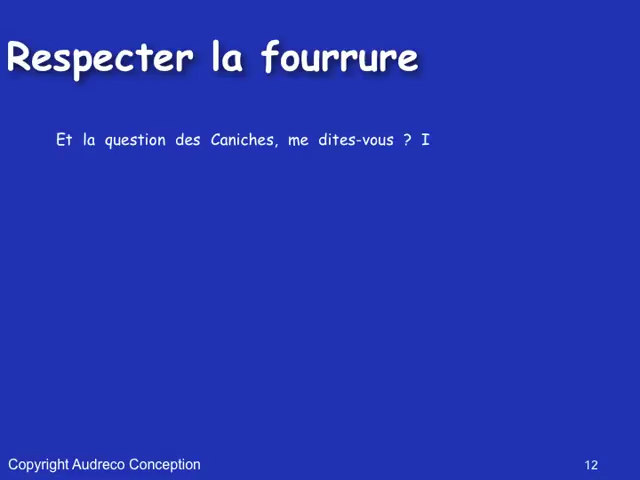 Respecter la fourrure
Et la question des Caniches, me dites-vous ? I
Copyright Audreco Conception
12